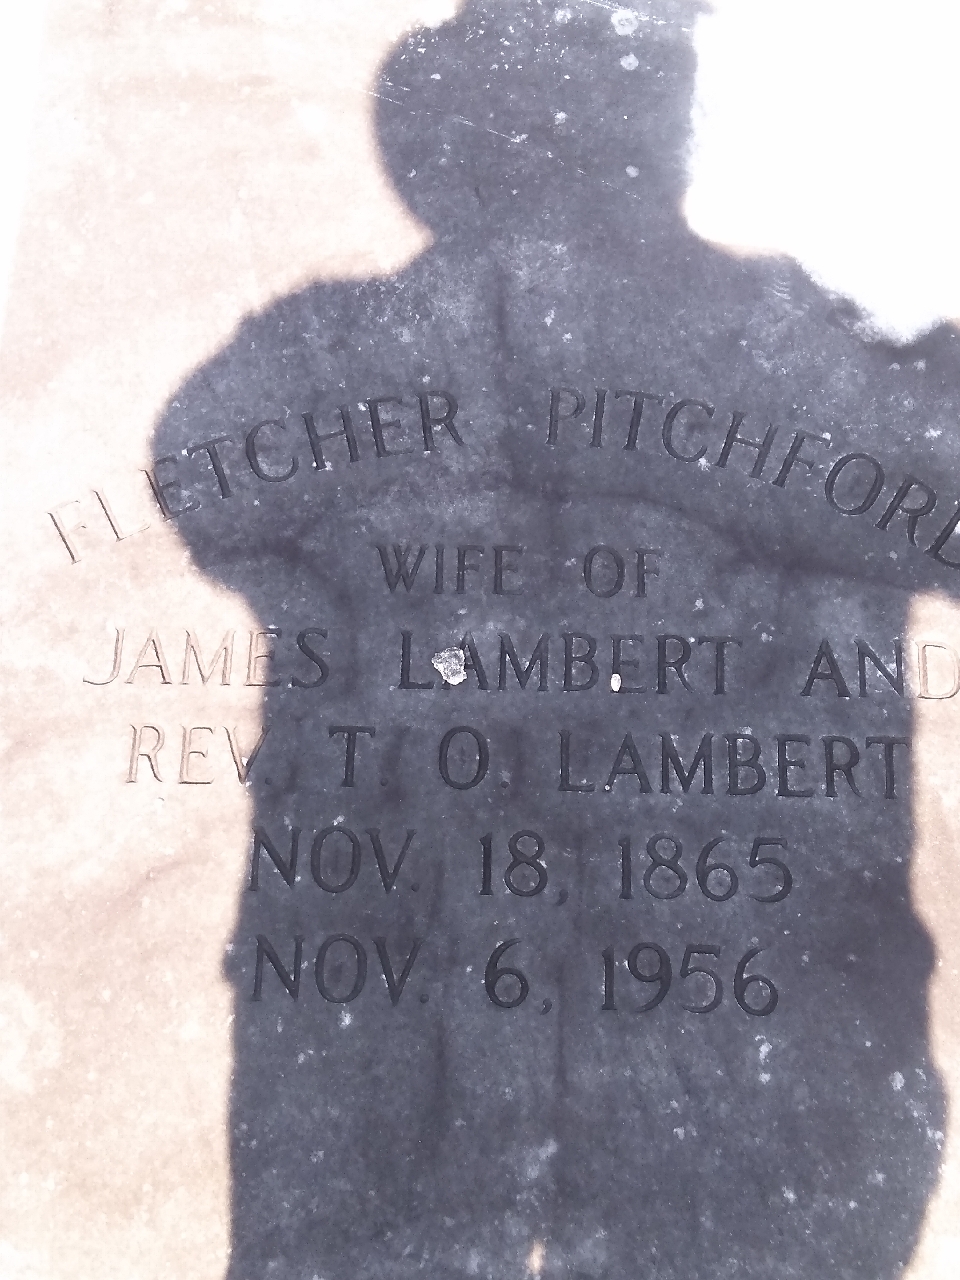 FLETCHER PITCHFORD
WIFE OF
JAMES LAMBERT AND
REV. T. O. LAMBERT
NOV. 18, 1865
NOV. 6, 1956